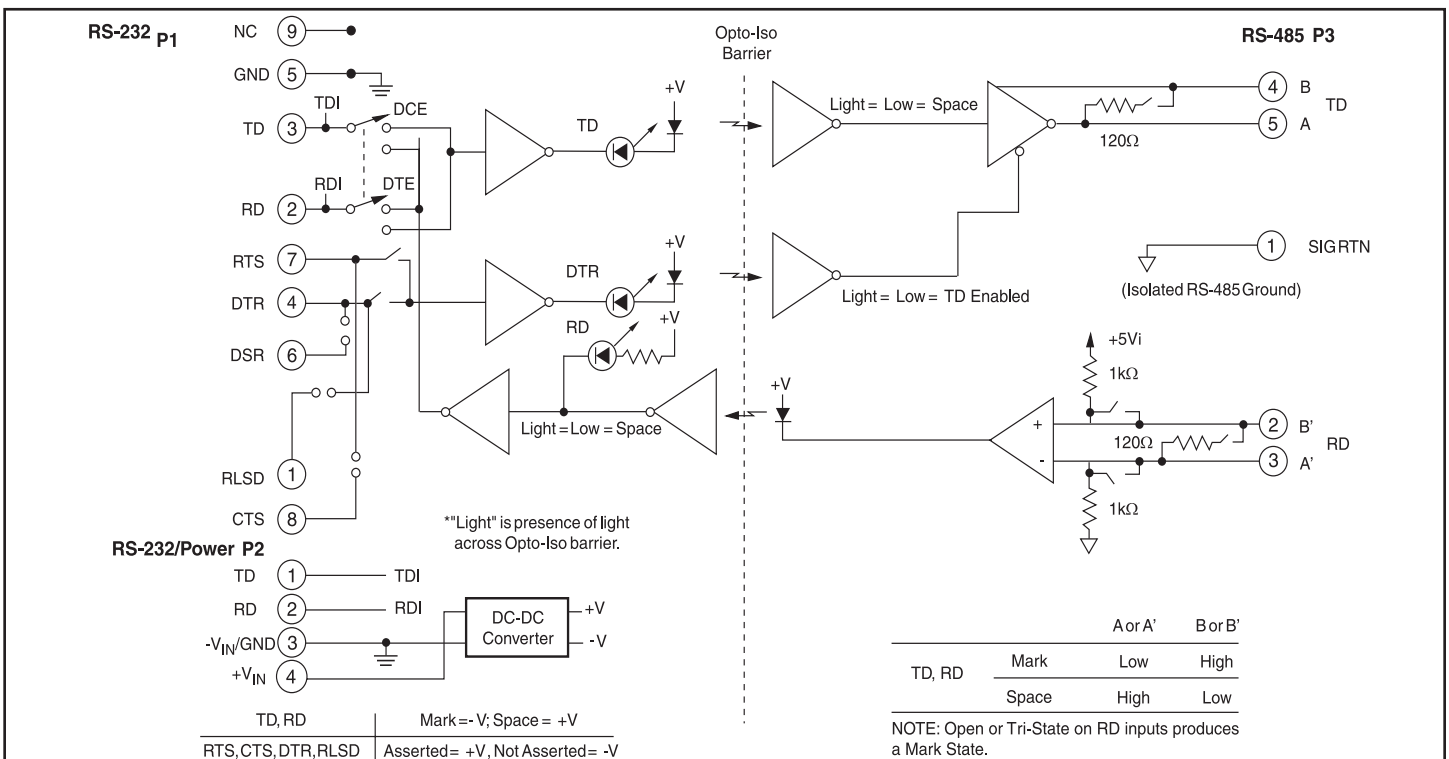 RS-232 P1
NC 9
GND 5
TDI
DCE
TD 3
RDI
DTE
RD 2
RTS 7
DTR 4
DSR 6
RLSD 1
CTS 8
TD
+V
DTR
+V
RD
+V
Light = Low = Space
*"Light" is presence of light
across Opto-Iso barrier.
Opto-Iso
Barrier
RS-485 P3
Light = Low = Space
4 B
TD
5 A
120Ω
1 SIGRTN
(Isolated RS-485 Ground)
Light = Low = TD Enabled
+5Vi
1kΩ
+V
+
-
120Ω
2 B'
RD
3 A'
1kΩ
RS-232/Power P2
TD 1 TDI
RD 2 RDI
-VIN/GND 3
+VIN 4
DC-DC
Converter
+V
-V
TD, RD Mark = -V; Space = +V
RTS, CTS, DTR, RLSD Asserted = +V, Not Asserted = -V
A or A' B or B'
TD, RD
Mark Low High
Space High Low
NOTE: Open or Tri-State on RD inputs produces
a Mark State.